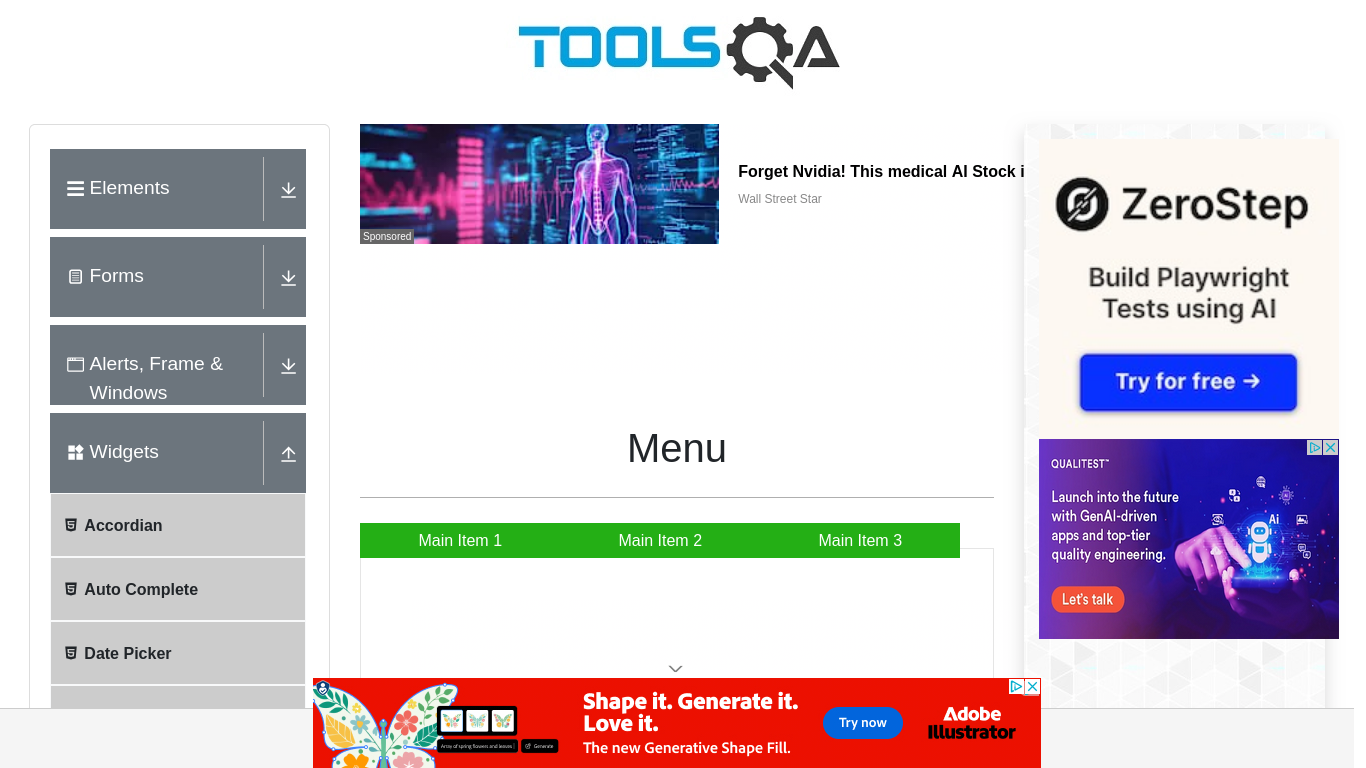 TOOLSQA
Elements
Forms
Alerts, Frame &
Windows
Widgets
Accordian
Auto Complete
Date Picker
Sponsored
Forget Nvidia! This medical AI Stock i
Wall Street Star
Menu
Main Item 1
Main Item 2
Main Item 3
ZeroStep
Build Playwright
Tests using AI
Try for free →
QUALITEST™
Launch into the future
with GenAI-driven
apps and top-tier
quality engineering.
Let's talk
Ai
Array of spring flowers and leaves
Generate
Shape it. Generate it.
Love it.
The new Generative Shape Fill.
Try now
Adobe
Illustrator